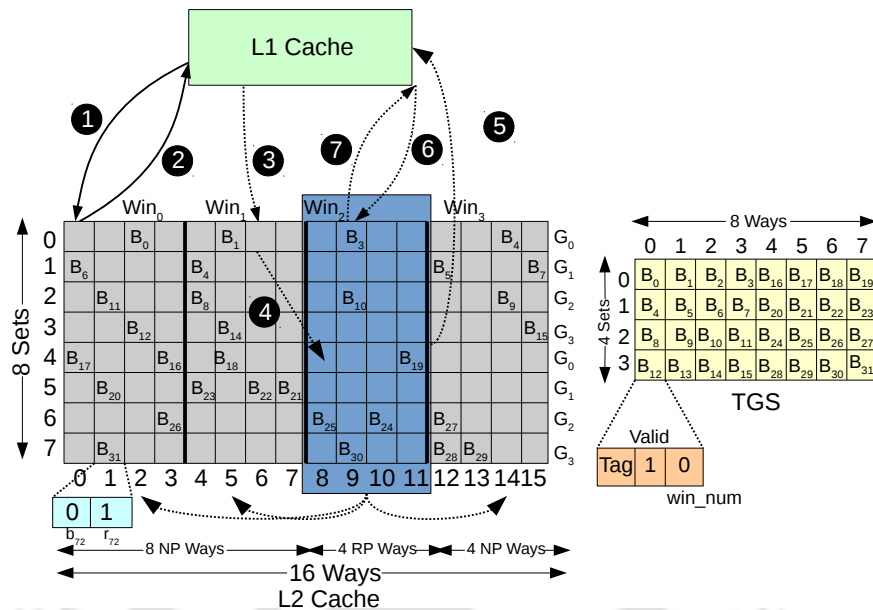 L1 Cache
1
2
3
7
6
5
4
Win0
Win1
Win2
Win3
0 B0 B1 B3 B4 G0
1 B6 B4 B5 B7 G1
2 B11 B8 B10 B9 G2
3 B12 B14 B15 G3
4 B17 B16 B18 B19 G0
5 B20 B23 B22 B21 G1
6 B26 B25 B24 B27 G2
7 B31 B30 B28 B29 G3
0 1 2 3 4 5 6 7 8 9 10 11 12 13 14 15
8 Sets
0 1
b72 r72
8 NP Ways 4 RP Ways 4 NP Ways
16 Ways
L2 Cache
8 Ways
0 1 2 3 4 5 6 7
0 B0 B1 B2 B3 B16 B17 B18 B19
1 B4 B5 B6 B7 B20 B21 B22 B23
2 B8 B9 B10 B11 B24 B25 B26 B27
3 B12 B13 B14 B15 B28 B29 B30 B31
4 Sets
TGS
Valid
Tag 1 0
win_num